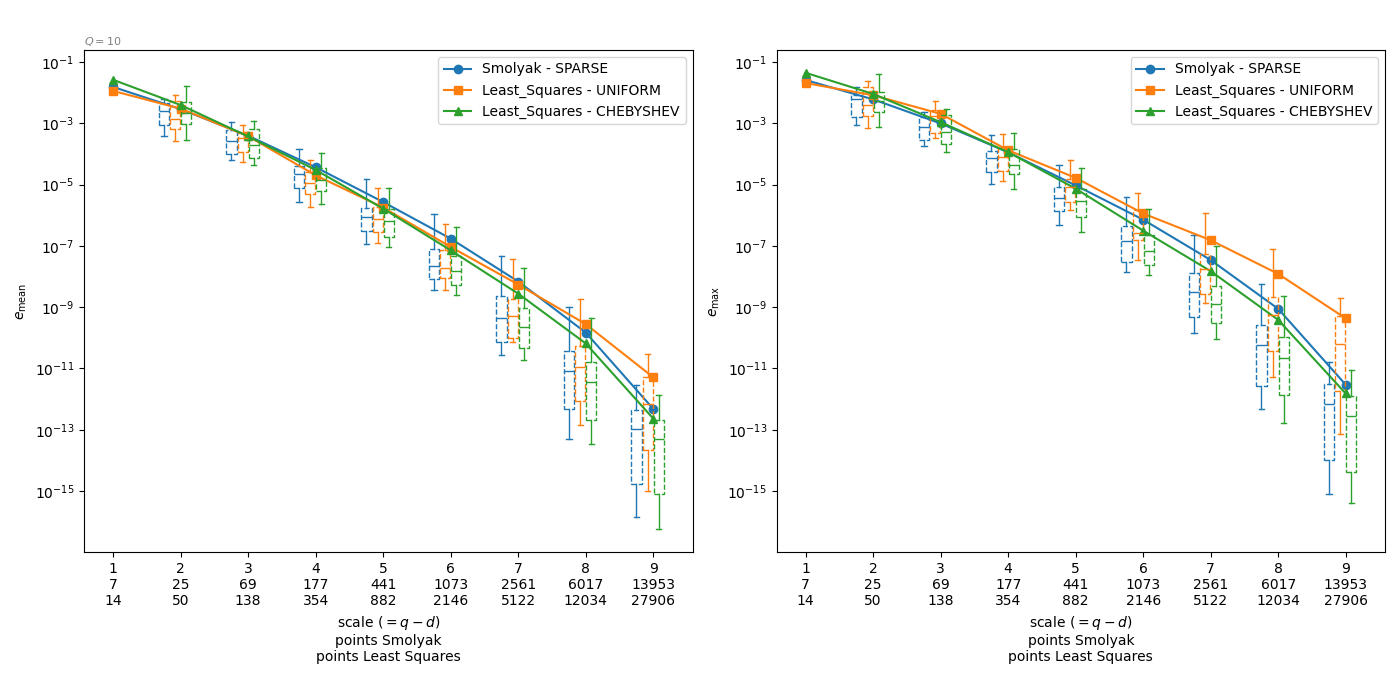 Q = 10
Smolyak - SPARSE
Least_Squares - UNIFORM
Least_Squares - CHEBYSHEV
10⁻¹
10⁻³
10⁻⁵
10⁻⁷
10⁻⁹
10⁻¹¹
10⁻¹³
10⁻¹⁵
e_mean
1 2 3 4 5 6 7 8 9
7 25 69 177 441 1073 2561 6017 13953
14 50 138 354 882 2146 5122 12034 27906
scale (= q − d)
points Smolyak
points Least Squares
Smolyak - SPARSE
Least_Squares - UNIFORM
Least_Squares - CHEBYSHEV
10⁻¹
10⁻³
10⁻⁵
10⁻⁷
10⁻⁹
10⁻¹¹
10⁻¹³
10⁻¹⁵
e_max
1 2 3 4 5 6 7 8 9
7 25 69 177 441 1073 2561 6017 13953
14 50 138 354 882 2146 5122 12034 27906
scale (= q − d)
points Smolyak
points Least Squares